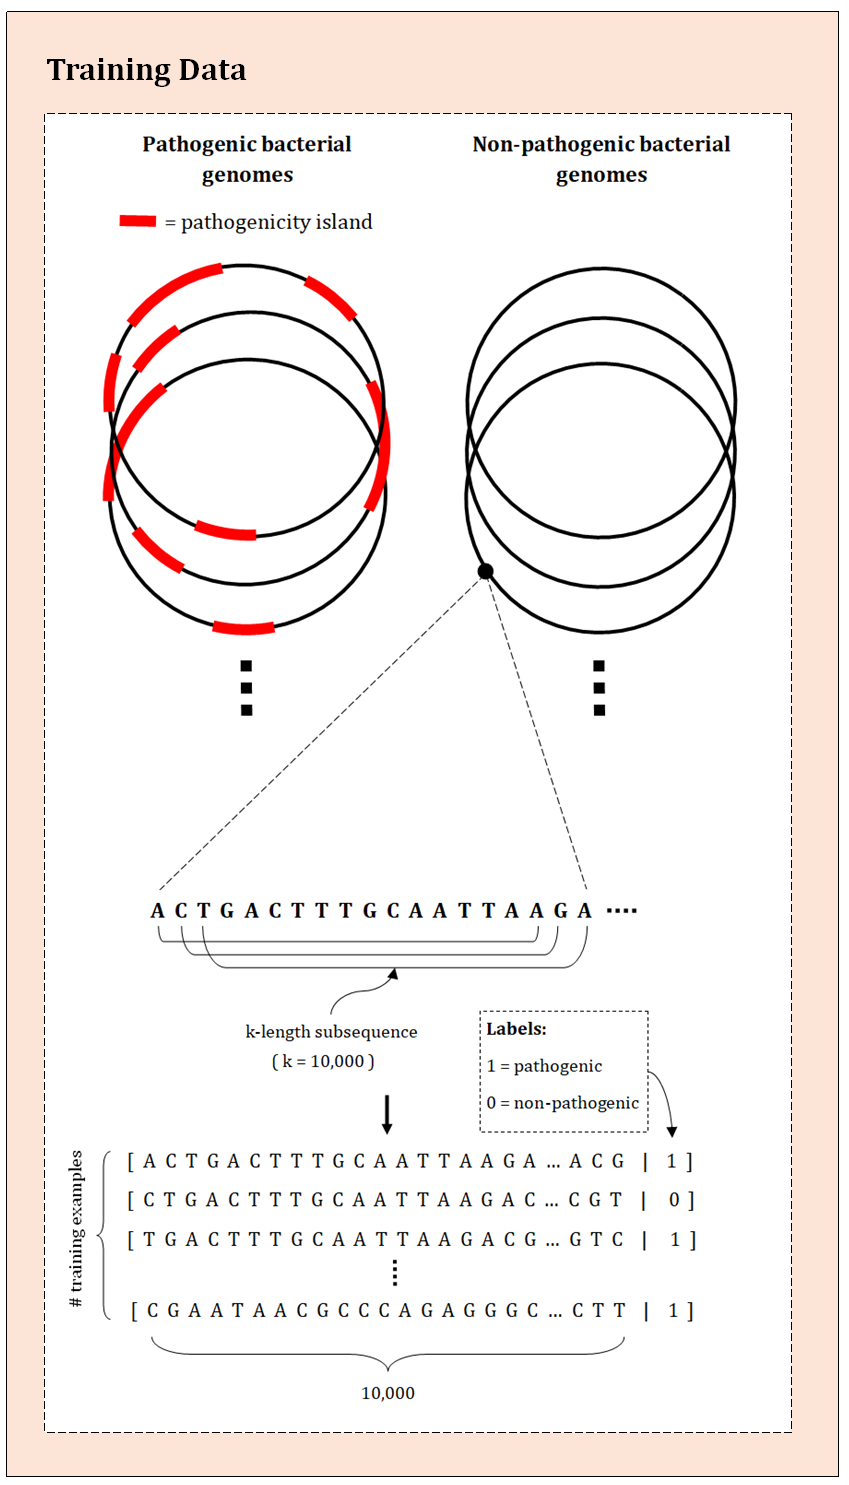 Training Data
Pathogenic bacterial
genomes
Non-pathogenic bacterial
genomes
= pathogenicity island
A C T G A C T T T G C A A T T A A G A ····
k-length subsequence
( k = 10,000 )
Labels:
1 = pathogenic
0 = non-pathogenic
# training examples
[ A C T G A C T T T G C A A T T A A G A ... A C G | 1 ]
[ C T G A C T T T G C A A T T A A G A C ... C G T | 0 ]
[ T G A C T T T G C A A T T A A G A C G ... G T C | 1 ]
[ C G A A T A A C G C C C A G A G G G C ... C T T | 1 ]
10,000